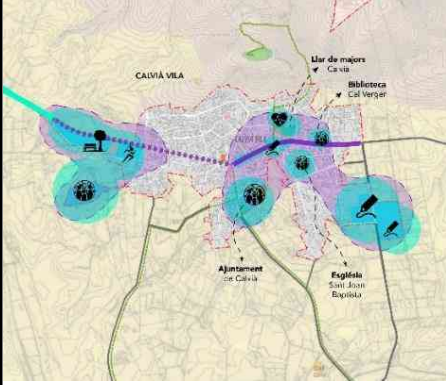 Llar de majors
Calvià
CALVIÀ VILA
Biblioteca
Cal Verger
Ajuntament
de Calvià
Església
Sant Joan
Baptista